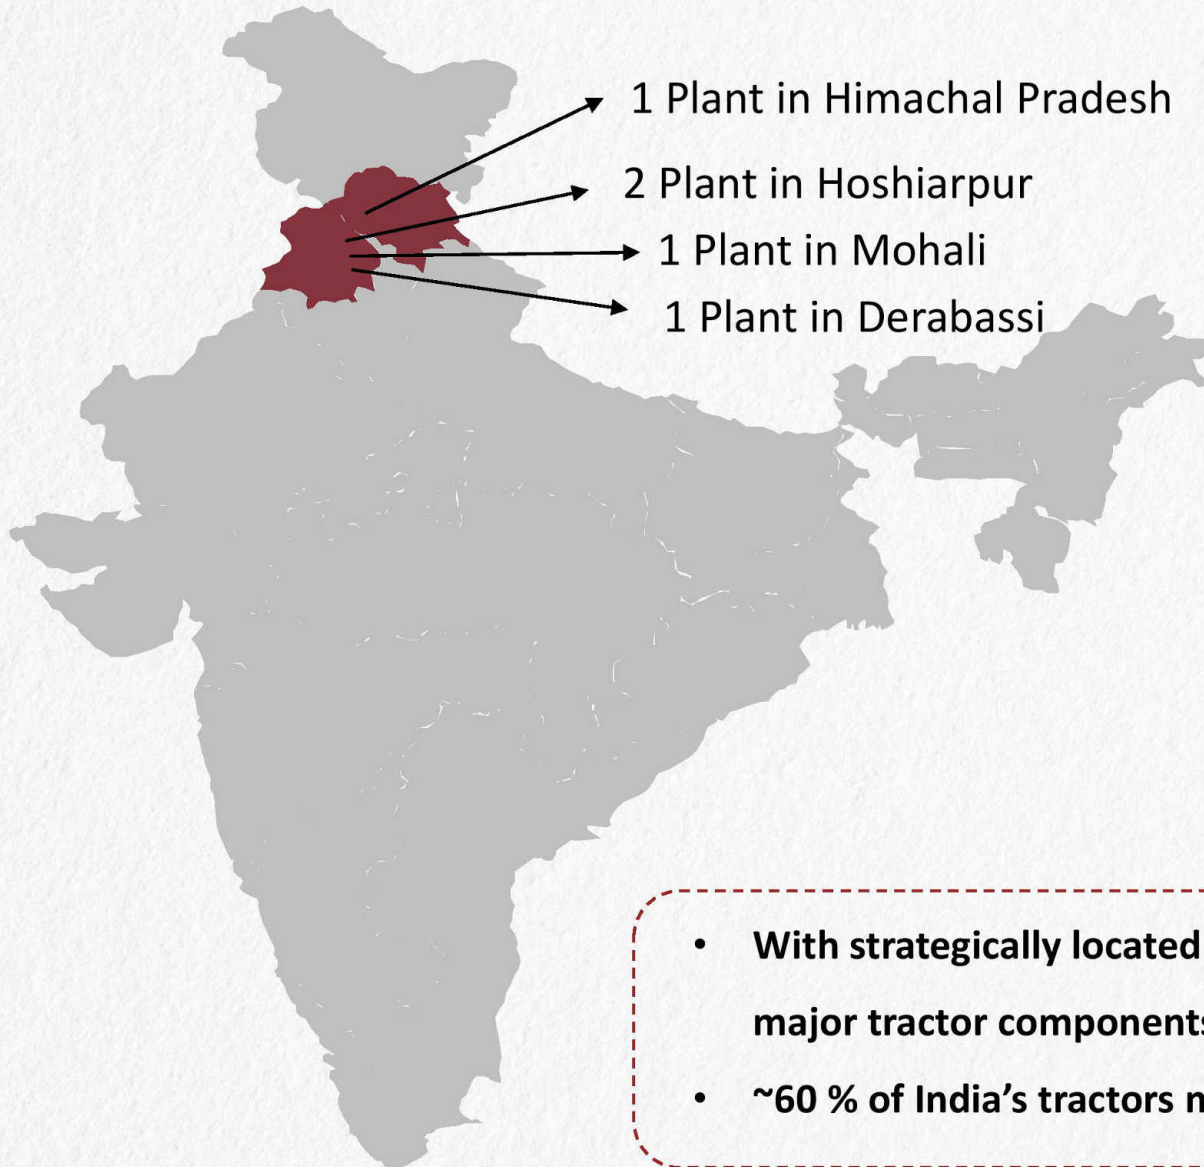 1 Plant in Himachal Pradesh
2 Plant in Hoshiarpur
1 Plant in Mohali
1 Plant in Derabassi
• With strategically located
major tractor components
• ~60 % of India’s tractors